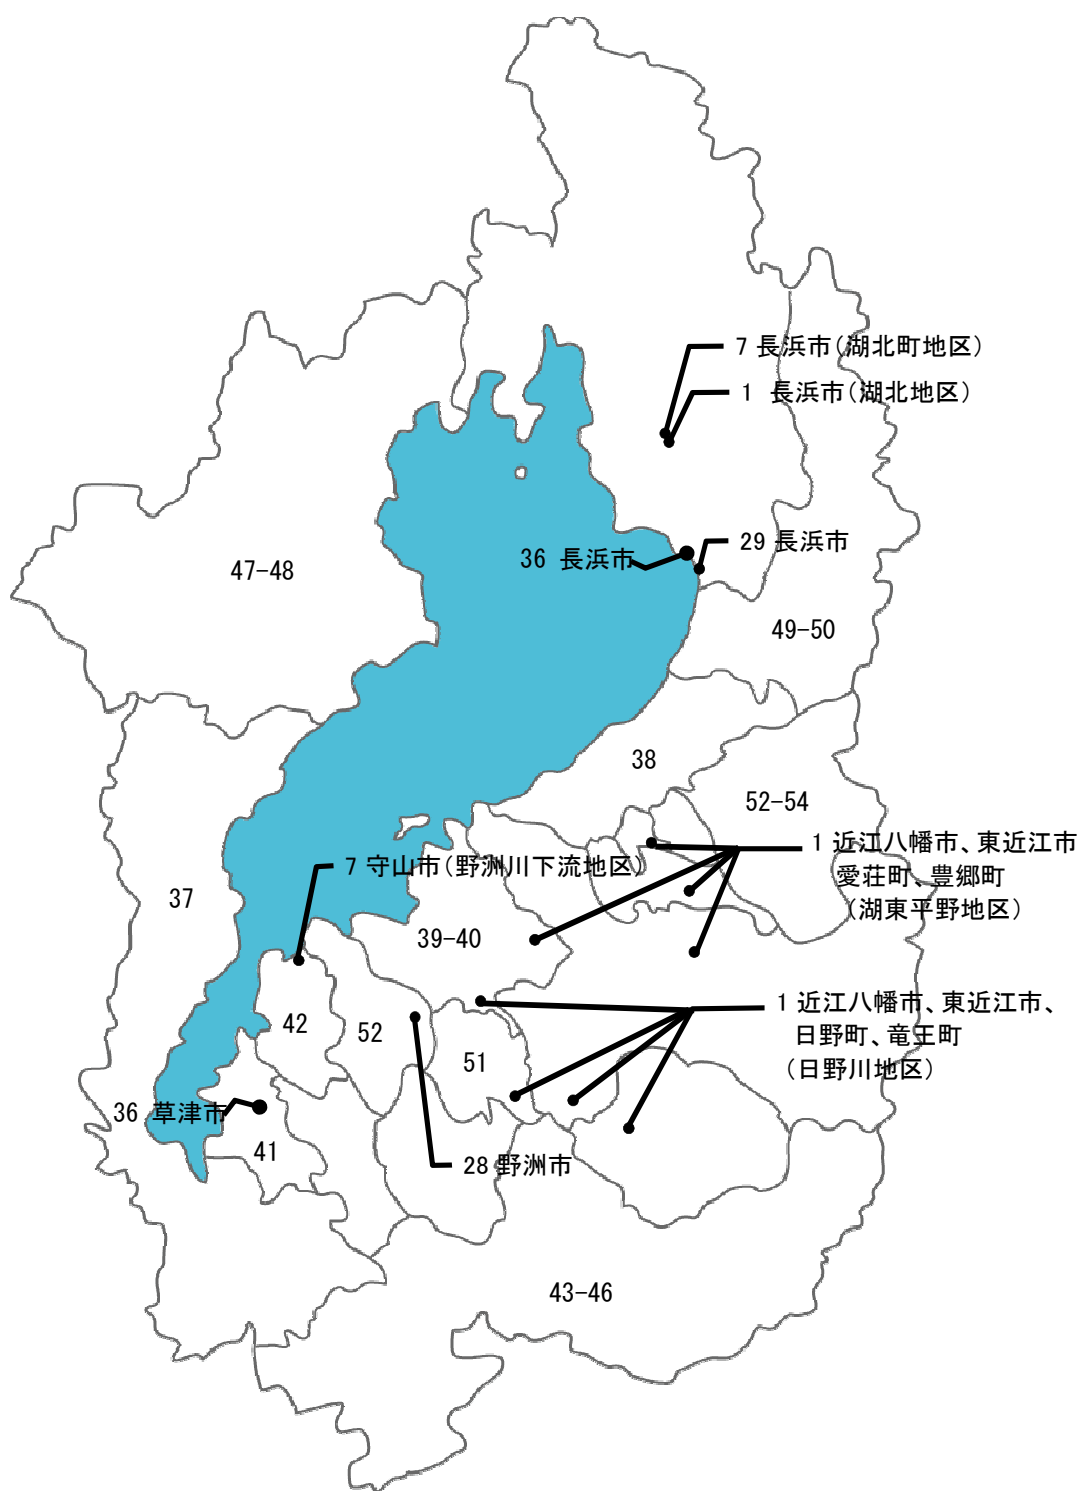 7 長浜市(湖北町地区)
1 長浜市(湖北地区)
29 長浜市
36 長浜市
47-48
49-50
38
52-54
1 近江八幡市、東近江市
愛荘町、豊郷町
(湖東平野地区)
7 守山市(野洲川下流地区)
37
39-40
1 近江八幡市、東近江市、
日野町、竜王町
(日野川地区)
42
52
51
36 草津市
41
28 野洲市
43-46